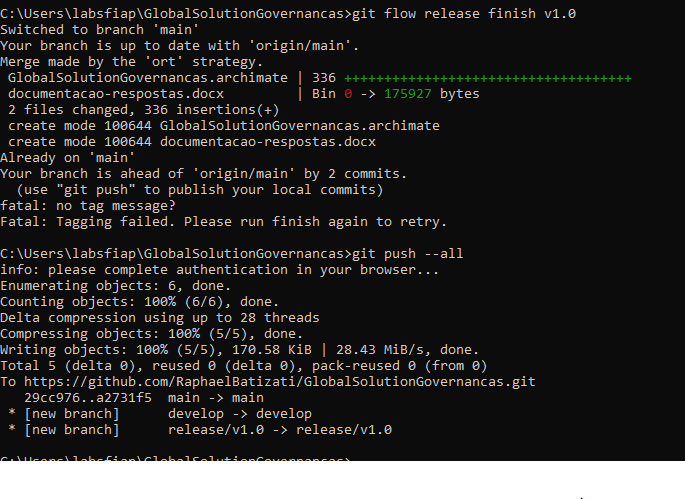 C:\Users\labsfiap\GlobalSolutionGovernancas>git flow release finish v1.0
Switched to branch 'main'
Your branch is up to date with 'origin/main'.
Merge made by the 'ort' strategy.
 GlobalSolutionGovernancas.archimate | 336 ++++++++++++++++++++++++++++++++++++
 documentacao-respostas.docx         | Bin 0 -> 175927 bytes
 2 files changed, 336 insertions(+)
 create mode 100644 GlobalSolutionGovernancas.archimate
 create mode 100644 documentacao-respostas.docx
Already on 'main'
Your branch is ahead of 'origin/main' by 2 commits.
  (use "git push" to publish your local commits)
fatal: no tag message?
Fatal: Tagging failed. Please run finish again to retry.
C:\Users\labsfiap\GlobalSolutionGovernancas>git push --all
info: please complete authentication in your browser...
Enumerating objects: 6, done.
Counting objects: 100% (6/6), done.
Delta compression using up to 28 threads
Compressing objects: 100% (5/5), done.
Writing objects: 100% (5/5), 170.58 KiB | 28.43 MiB/s, done.
Total 5 (delta 0), reused 0 (delta 0), pack-reused 0 (from 0)
To https://github.com/RaphaelBatizati/GlobalSolutionGovernancas.git
   29cc976..a2731f5  main -> main
 * [new branch]      develop -> develop
 * [new branch]      release/v1.0 -> release/v1.0
C:\Users\labsfiap\GlobalSolutionGovernancas>